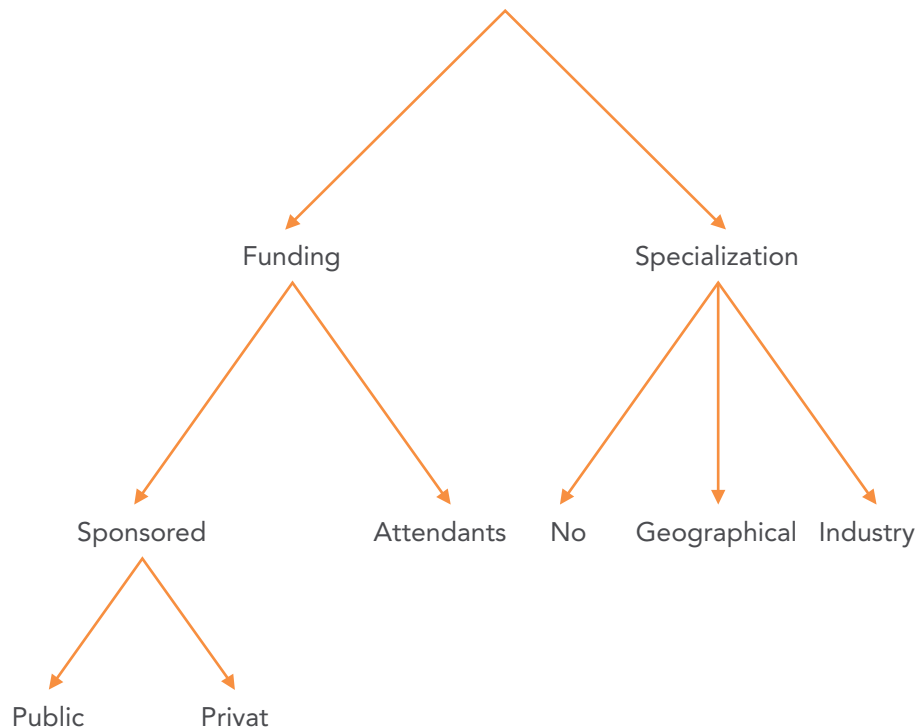 Funding
Specialization
Sponsored
Attendants
No
Geographical
Industry
Public
Privat